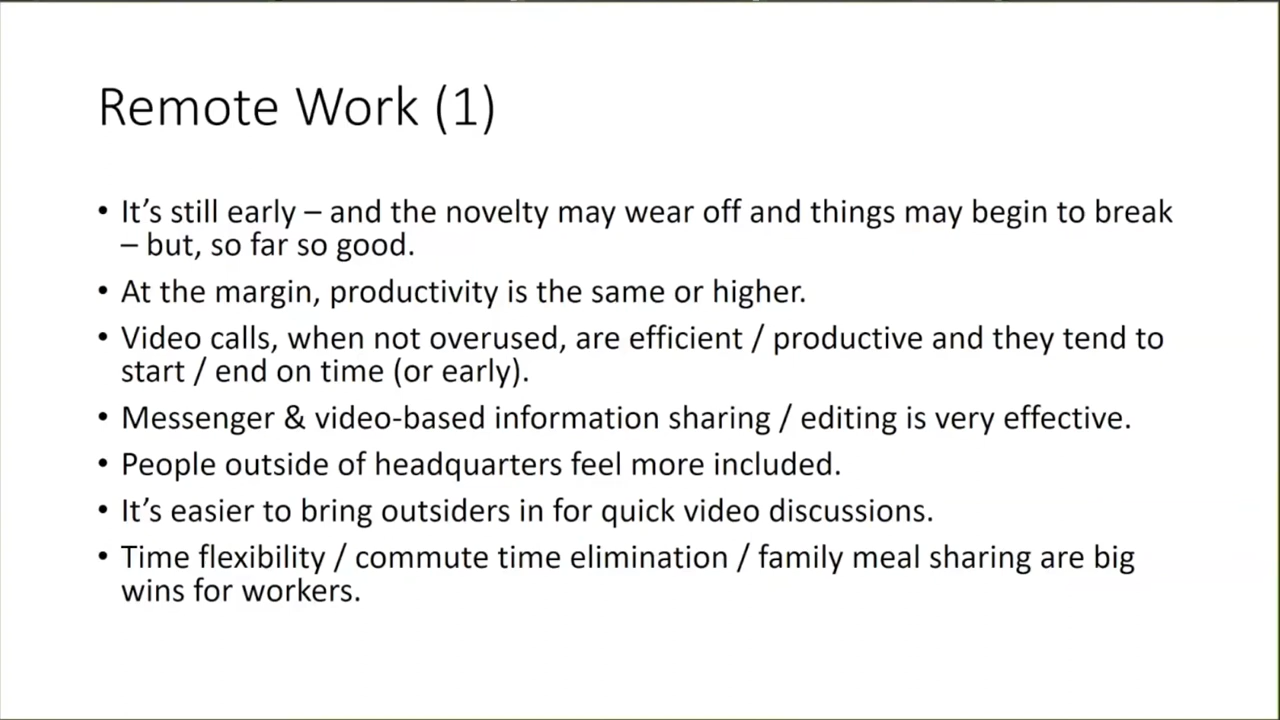 Remote Work (1)
• It’s still early – and the novelty may wear off and things may begin to break
– but, so far so good.
• At the margin, productivity is the same or higher.
• Video calls, when not overused, are efficient / productive and they tend to
start / end on time (or early).
• Messenger & video-based information sharing / editing is very effective.
• People outside of headquarters feel more included.
• It’s easier to bring outsiders in for quick video discussions.
• Time flexibility / commute time elimination / family meal sharing are big
wins for workers.